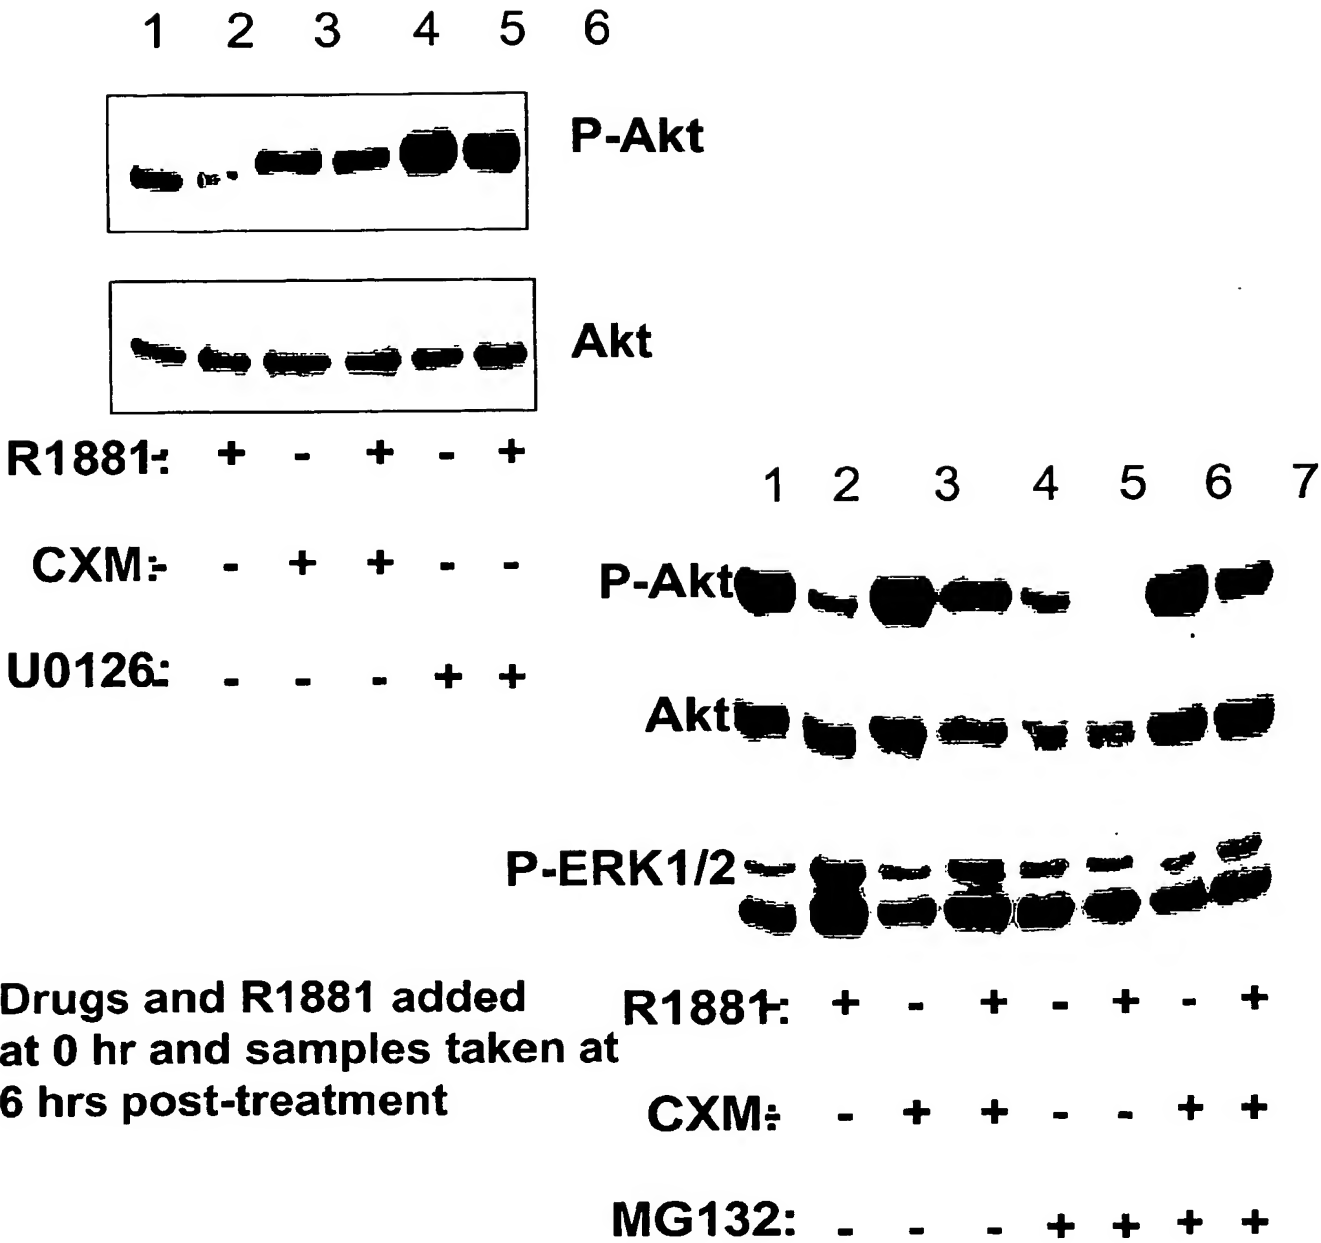 1 2 3 4 5 6
P-Akt
Akt
R1881: - + - + - +
CXM: - - + + - -
U0126: - - - - + +
1 2 3 4 5 6 7
P-Akt
Akt
P-ERK1/2
Drugs and R1881 added
at 0 hr and samples taken at
6 hrs post-treatment
R1881: - + - + - + - +
CXM: - - + + - - + +
MG132: - - - + + + +